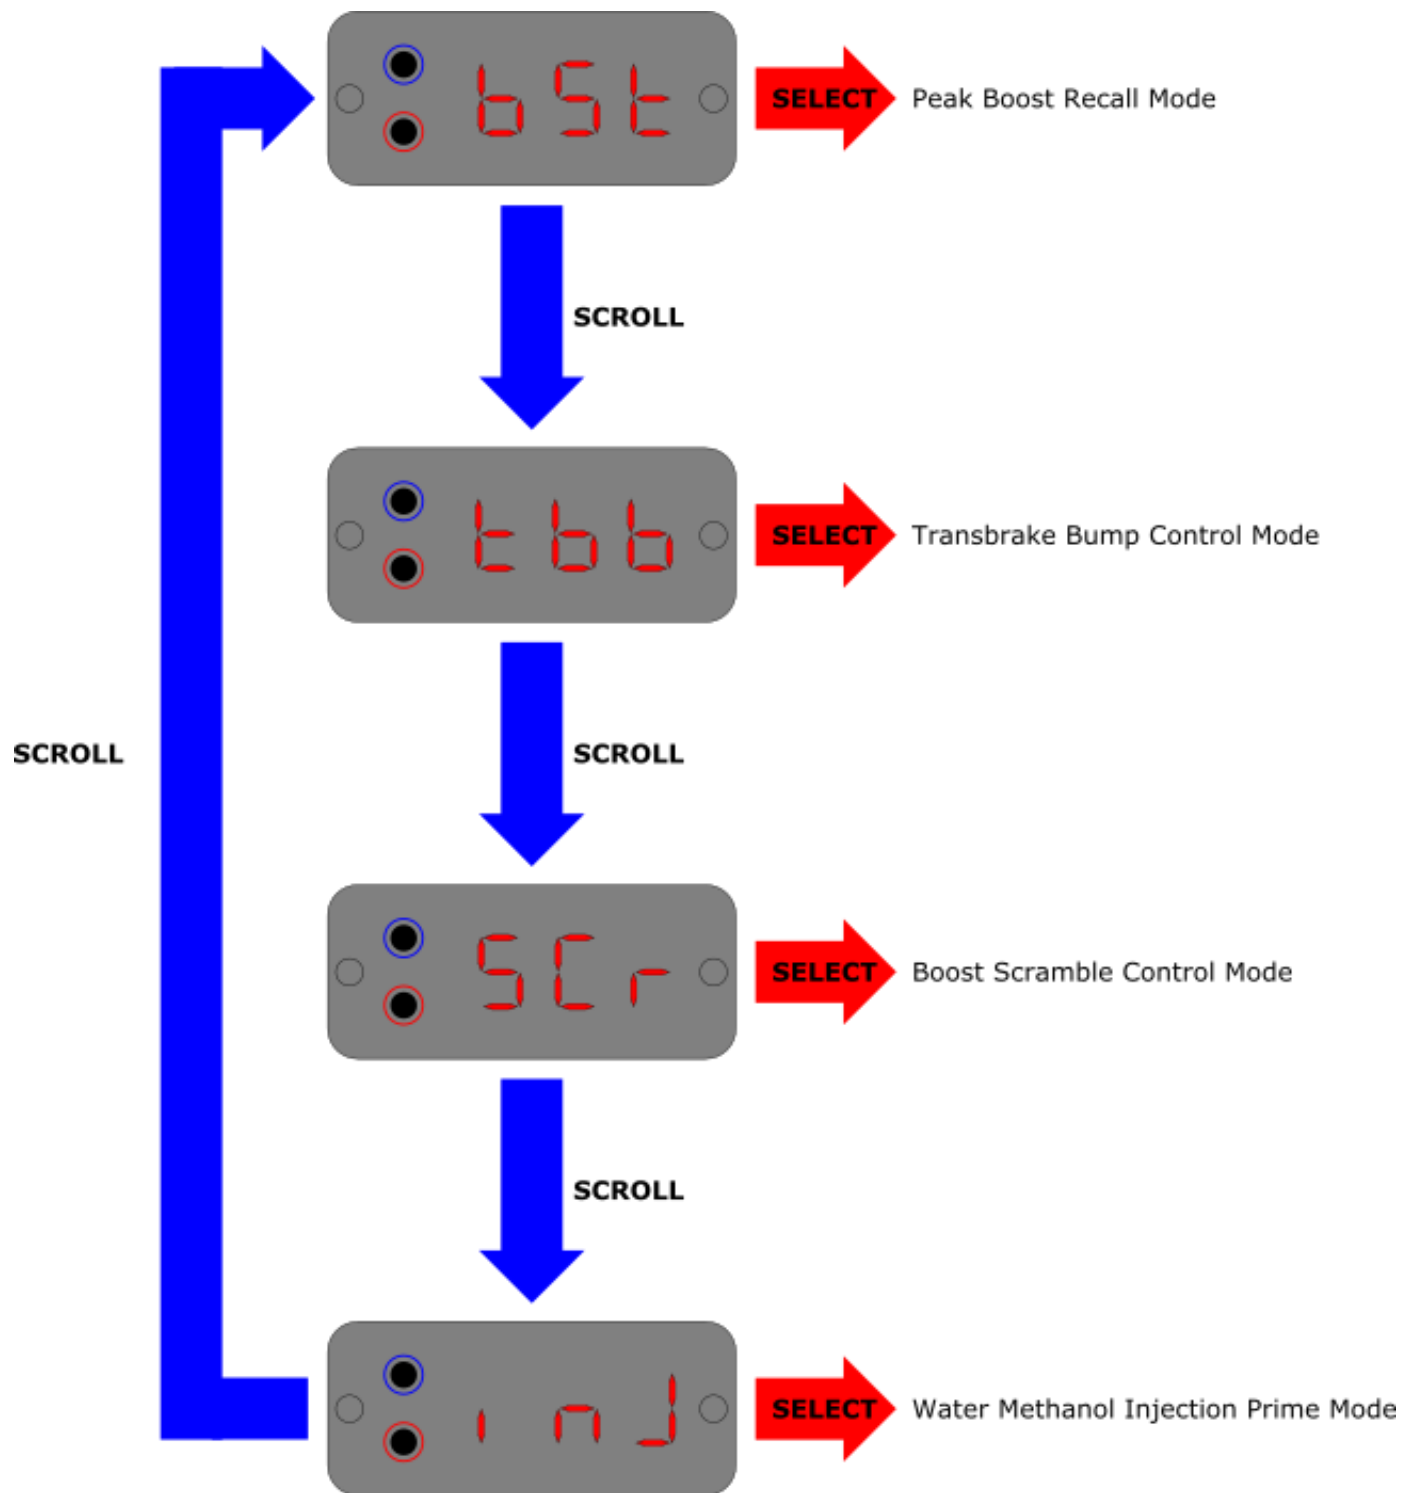 bSt
SELECT
Peak Boost Recall Mode
SCROLL
tbb
SELECT
Transbrake Bump Control Mode
SCROLL
SCROLL
SCr
SELECT
Boost Scramble Control Mode
SCROLL
inJ
SELECT
Water Methanol Injection Prime Mode